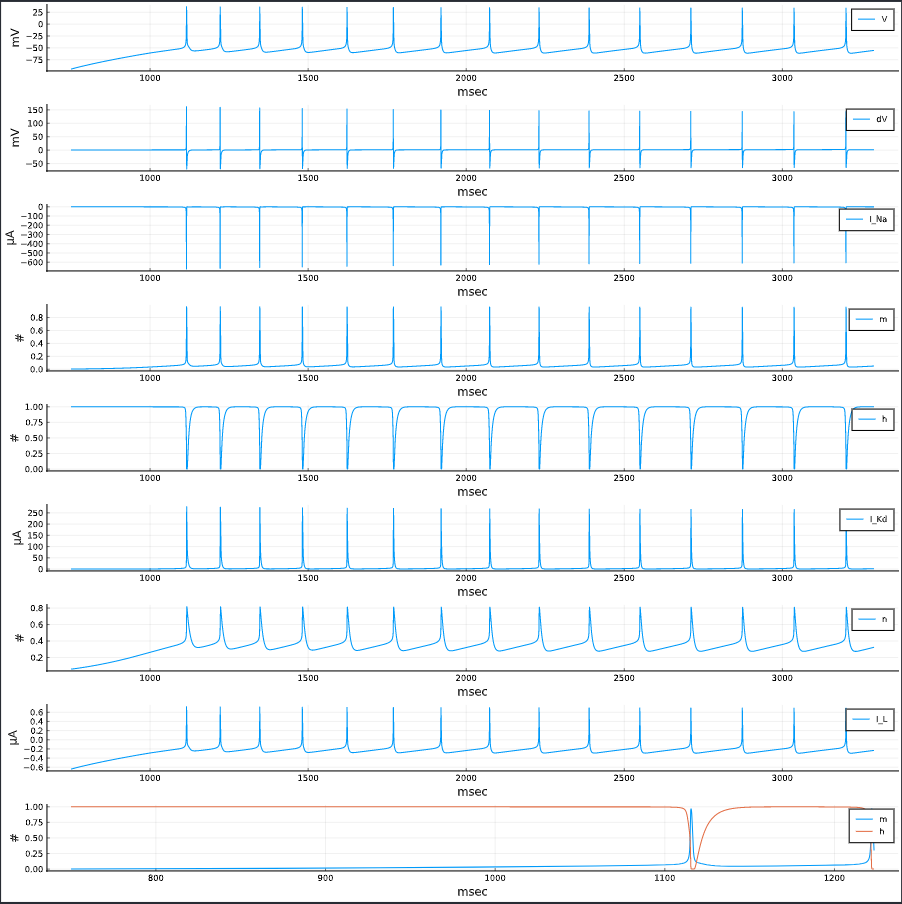 25
0
−25
−50
−75
mV
V
1000 1500 2000 2500 3000
msec
150
100
50
0
−50
mV
dV
1000 1500 2000 2500 3000
msec
0
−100
−200
−300
−400
−500
−600
μA
I_Na
1000 1500 2000 2500 3000
msec
0.8
0.6
0.4
0.2
0.0
#
m
1000 1500 2000 2500 3000
msec
1.00
0.75
0.50
0.25
0.00
#
h
1000 1500 2000 2500 3000
msec
250
200
150
100
50
0
μA
I_Kd
1000 1500 2000 2500 3000
msec
0.8
0.6
0.4
0.2
#
n
1000 1500 2000 2500 3000
msec
0.6
0.4
0.2
0.0
−0.2
−0.4
−0.6
μA
I_L
1000 1500 2000 2500 3000
msec
1.00
0.75
0.50
0.25
0.00
#
m
h
800 900 1000 1100 1200
msec